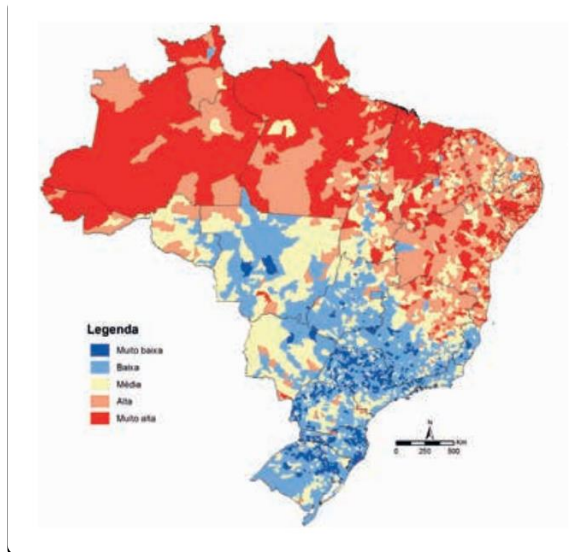 Legenda
Muito baixa
Baixa
Média
Alta
Muito alta
N
0 250 500 Km